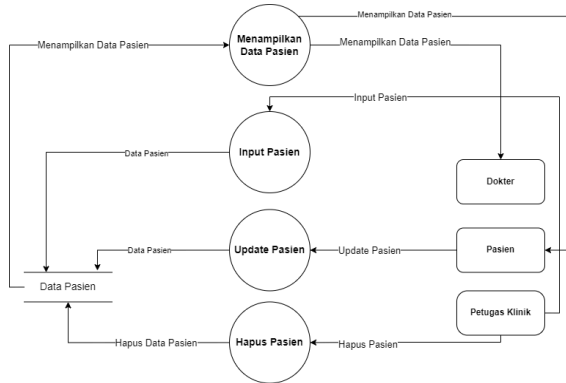 Menampilkan Data Pasien
Menampilkan Data Pasien
Menampilkan
Data Pasien
Menampilkan Data Pasien
Input Pasien
Data Pasien
Input Pasien
Dokter
Data Pasien
Update Pasien
Update Pasien
Pasien
Data Pasien
Petugas Klinik
Hapus Data Pasien
Hapus Pasien
Hapus Pasien